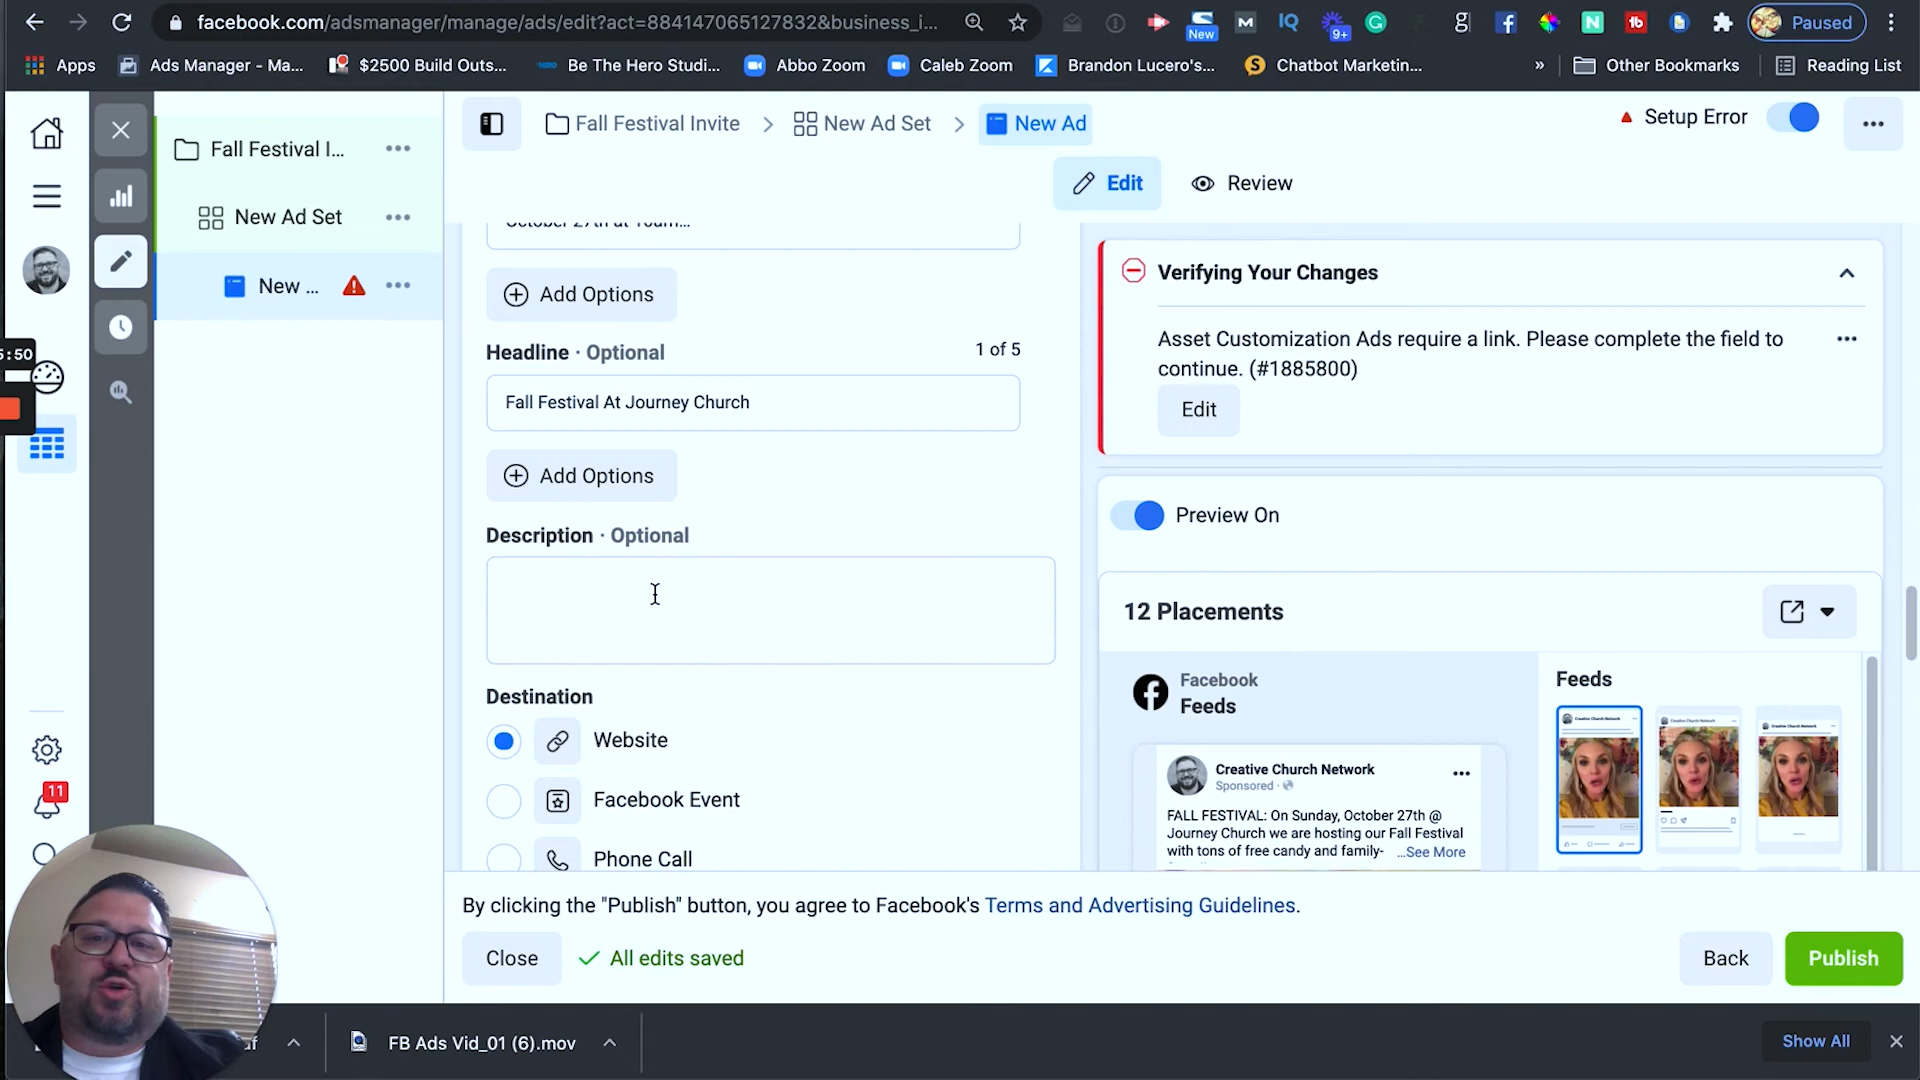 facebook.com/adsmanager/manage/ads/edit?act=884147065127832&business_i...
New
9+
Paused
Apps
Ads Manager - Ma...
$2500 Build Outs...
Be The Hero Studi...
Abbo Zoom
Caleb Zoom
Brandon Lucero's...
Chatbot Marketin...
»
Other Bookmarks
Reading List
Fall Festival I...
New Ad Set
New ...
Fall Festival Invite > New Ad Set > New Ad
Setup Error
Edit
Review
October 27th at 10am...
Add Options
Headline · Optional
1 of 5
Fall Festival At Journey Church
Add Options
Description · Optional
Destination
Website
Facebook Event
Phone Call
Verifying Your Changes
Asset Customization Ads require a link. Please complete the field to
continue. (#1885800)
Edit
Preview On
12 Placements
Facebook
Feeds
Creative Church Network
Sponsored ·
FALL FESTIVAL: On Sunday, October 27th @
Journey Church we are hosting our Fall Festival
with tons of free candy and family- ...See More
Feeds
5:50
11
By clicking the "Publish" button, you agree to Facebook's Terms and Advertising Guidelines.
Close
All edits saved
Back
Publish
FB Ads Vid_01 (6).mov
Show All